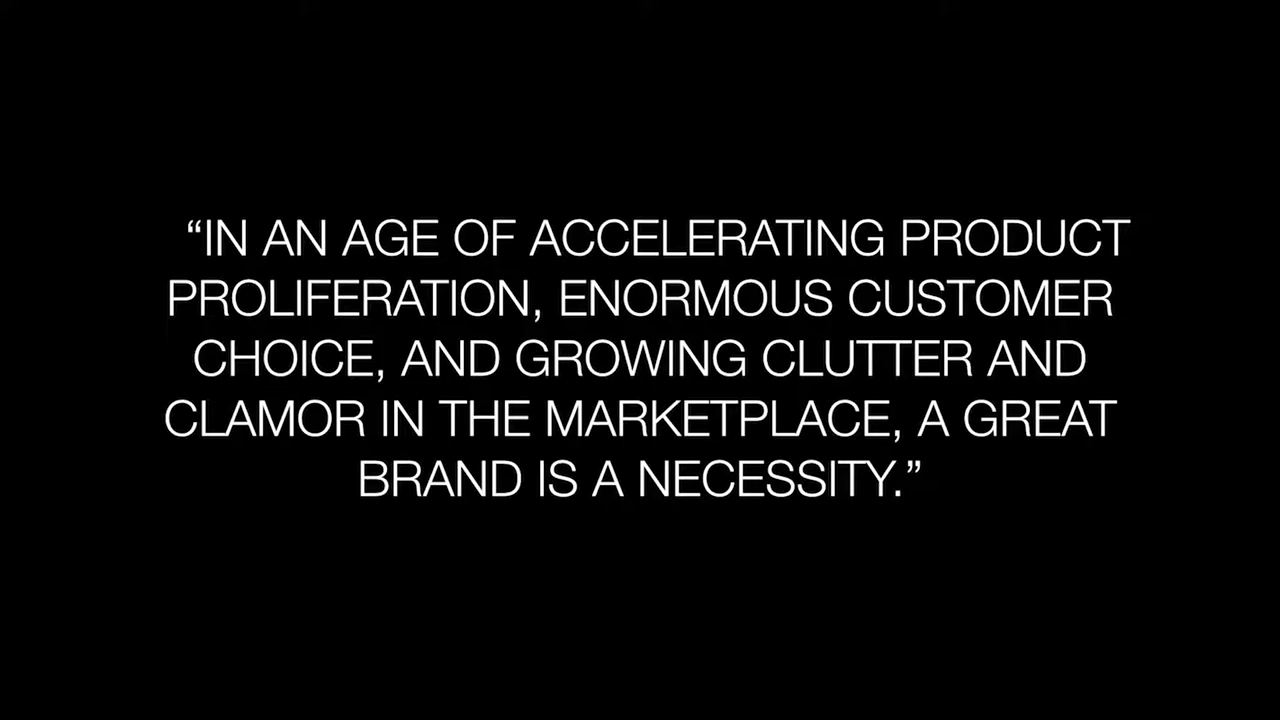 “IN AN AGE OF ACCELERATING PRODUCT
PROLIFERATION, ENORMOUS CUSTOMER
CHOICE, AND GROWING CLUTTER AND
CLAMOR IN THE MARKETPLACE, A GREAT
BRAND IS A NECESSITY.”